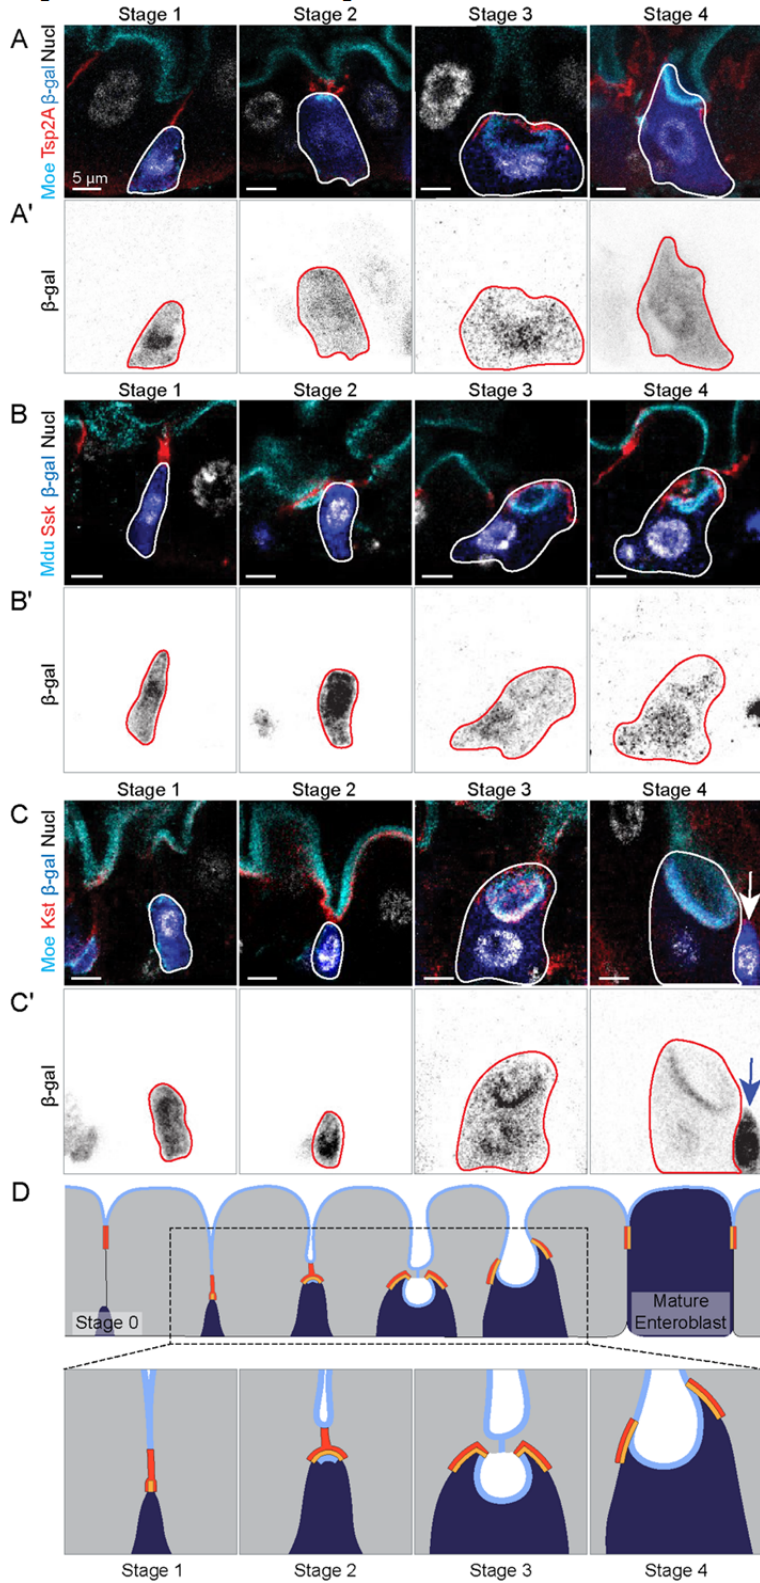 Stage 1 Stage 2 Stage 3 Stage 4
A
Moe Tsp2A β-gal Nucl
5 µm
A'
β-gal
Stage 1 Stage 2 Stage 3 Stage 4
B
Mdu Ssk β-gal Nucl
B'
β-gal
Stage 1 Stage 2 Stage 3 Stage 4
C
Moe Kst β-gal Nucl
C'
β-gal
D
Stage 0
Mature
Enteroblast
Stage 1 Stage 2 Stage 3 Stage 4